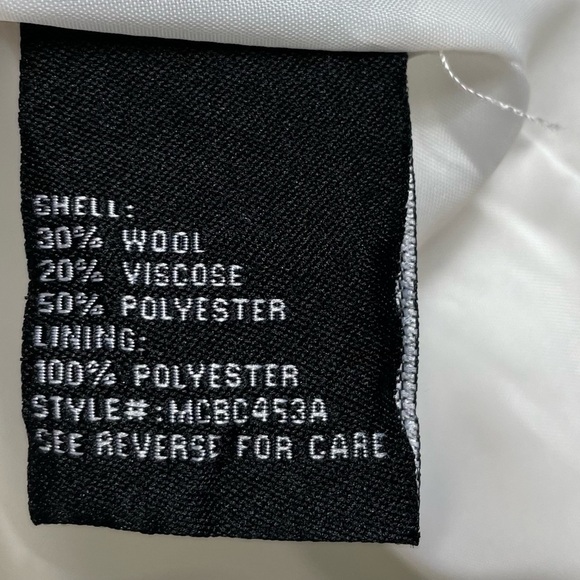 SHELL:
30% WOOL
20% VISCOSE
50% POLYESTER
LINING:
100% POLYESTER
STYLE#:MCBC453A
SEE REVERSE FOR CARE